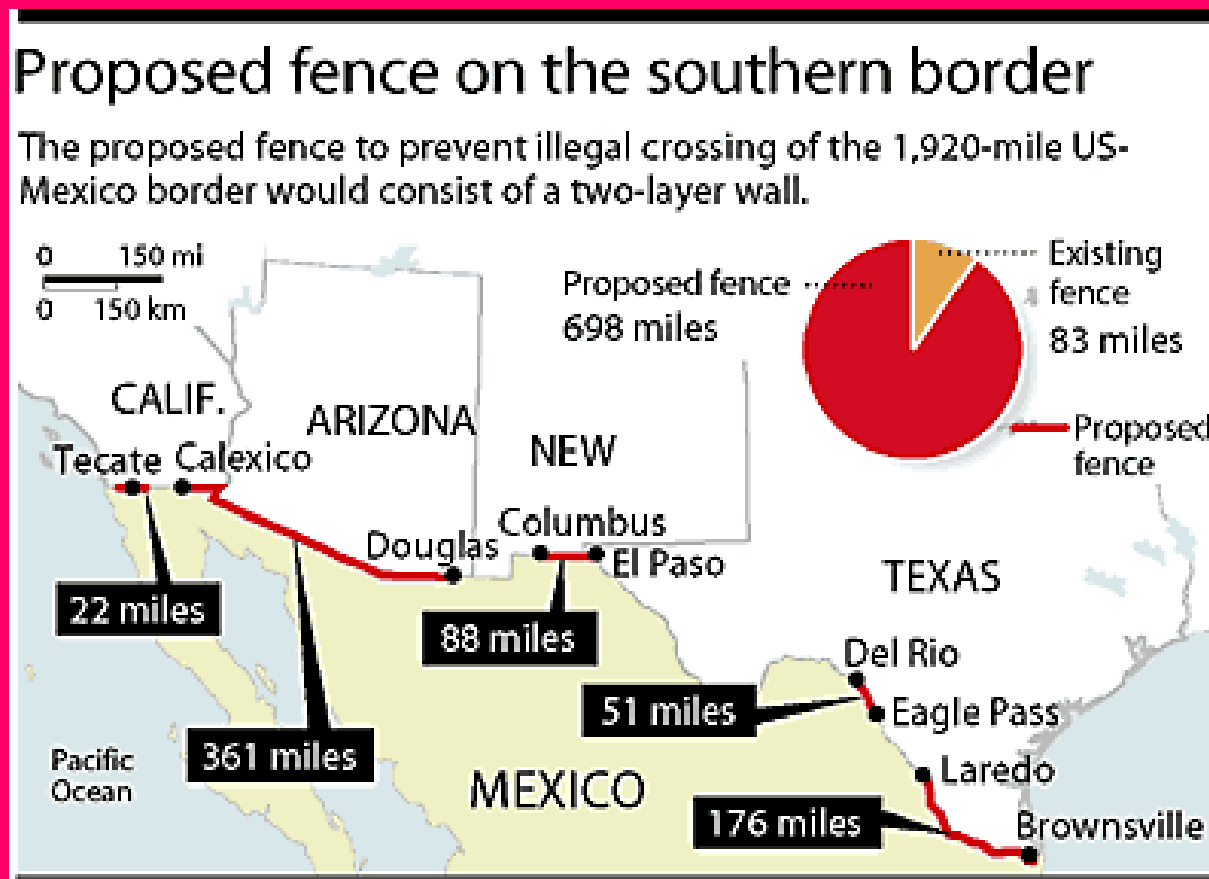 Proposed fence on the southern border
The proposed fence to prevent illegal crossing of the 1,920-mile US-
Mexico border would consist of a two-layer wall.
0 150 mi
0 150 km
Proposed fence
698 miles
Existing
fence
83 miles
Proposed
fence
CALIF.
ARIZONA
NEW
TEXAS
Tecate
Calexico
Douglas
Columbus
El Paso
22 miles
88 miles
361 miles
Del Rio
51 miles
Eagle Pass
Laredo
176 miles
Brownsville
Pacific
Ocean
MEXICO